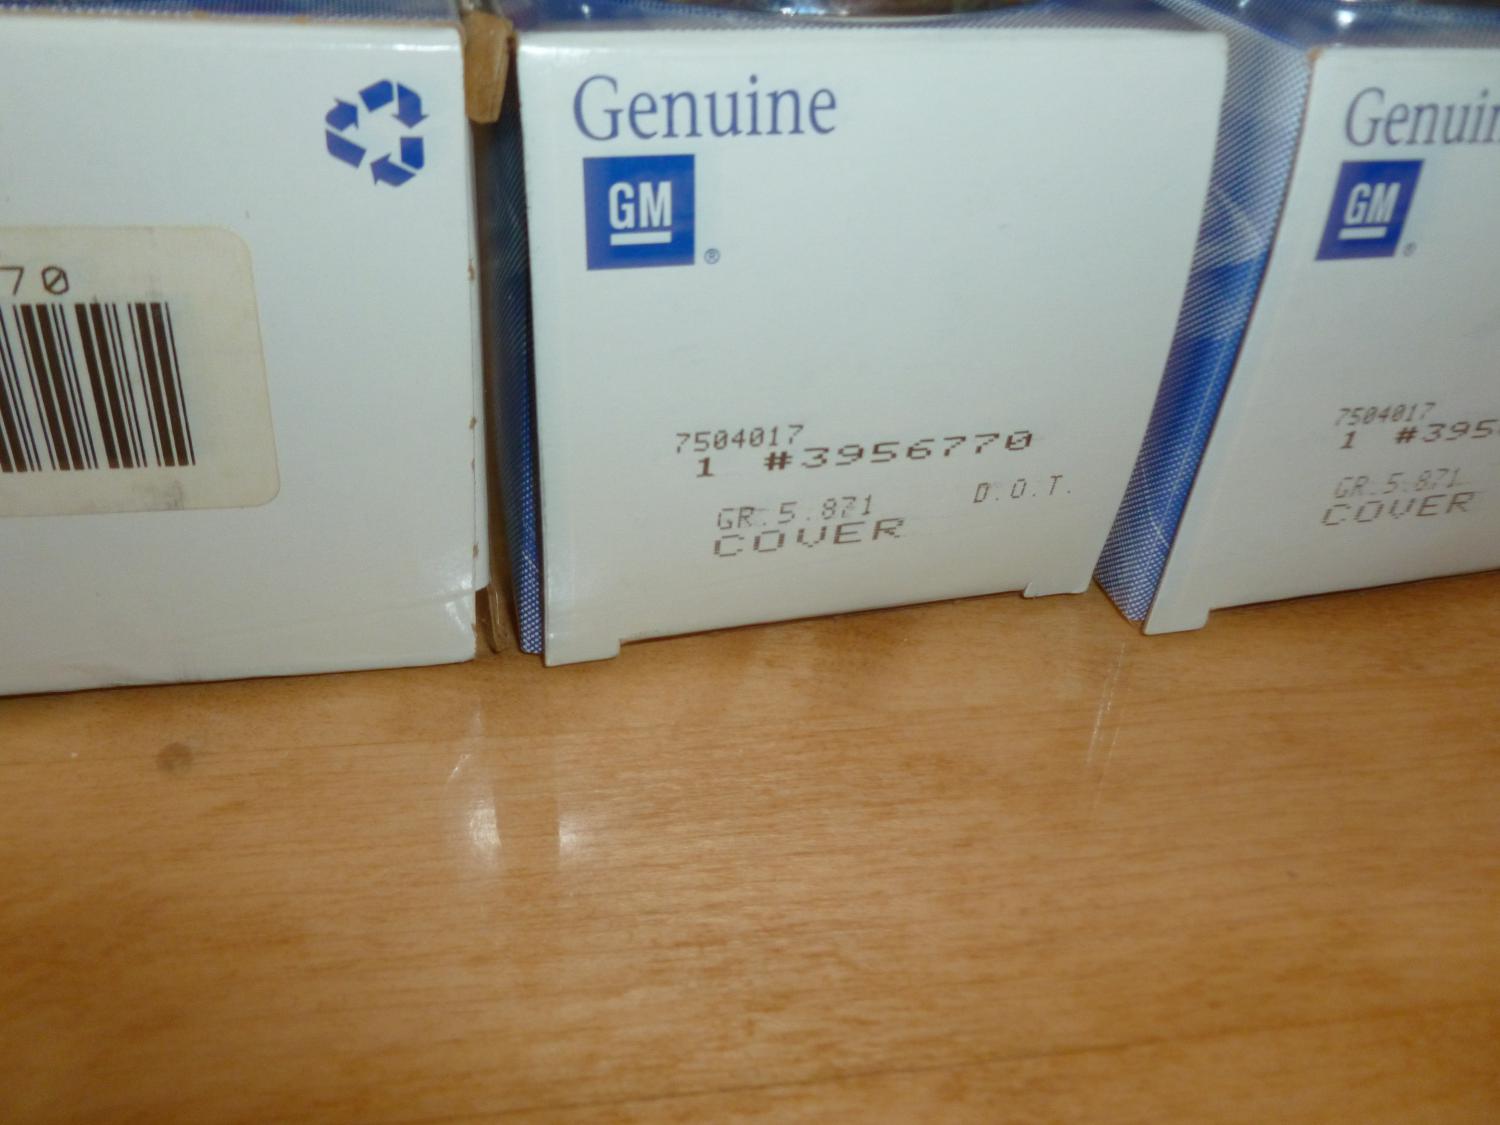 70
Genuine
GM
®
7504017
1 #3956770
GR. 5.871 D.O.T.
COVER
Genuin
GM
®
7504017
1 #395
GR. 5.871
COVER